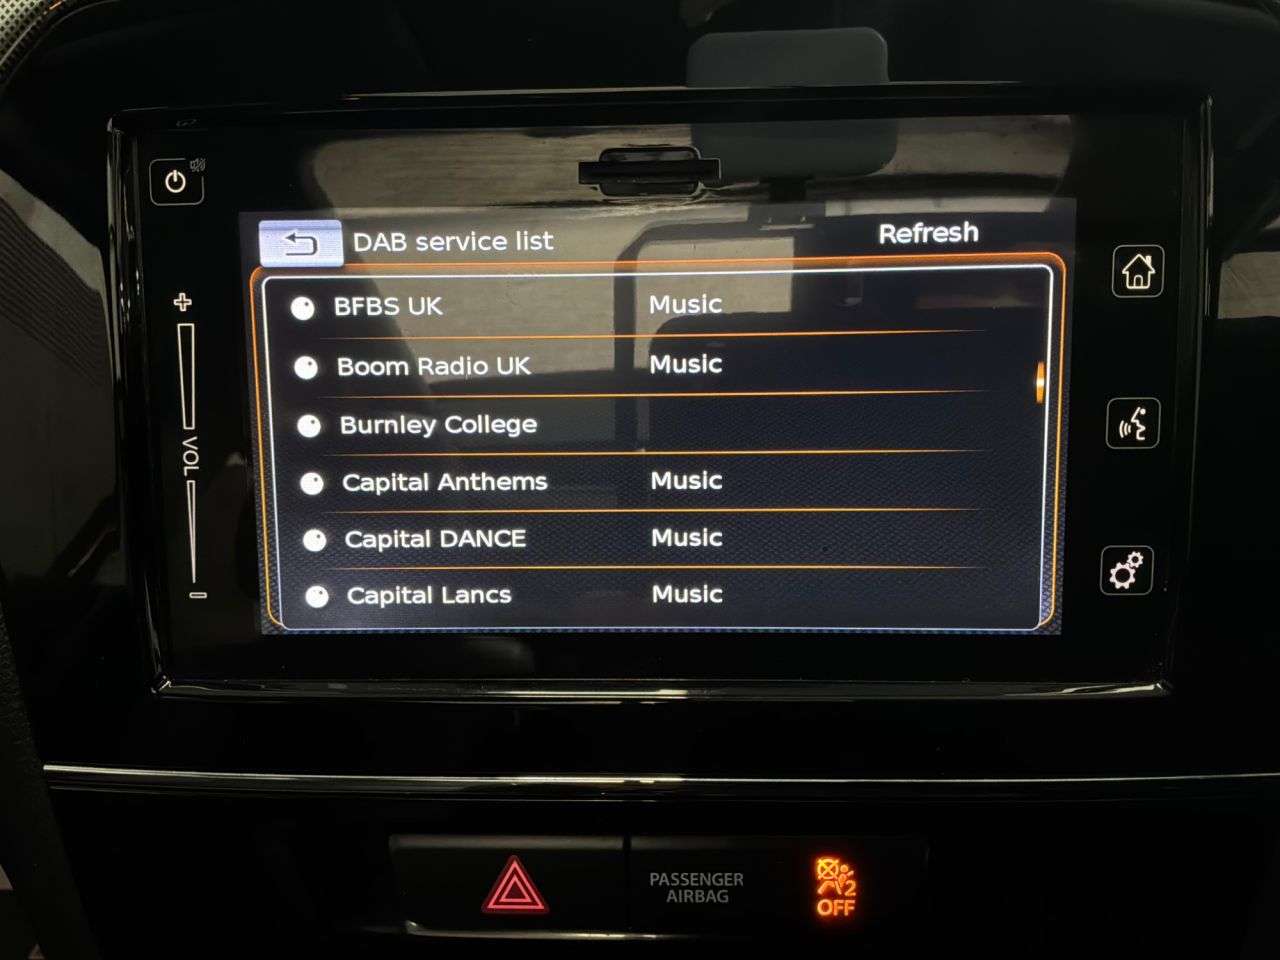 DAB service list
Refresh
BFBS UK Music
Boom Radio UK Music
Burnley College
Capital Anthems Music
Capital DANCE Music
Capital Lancs Music
+
VOL
-
PASSENGER
AIRBAG
2
OFF